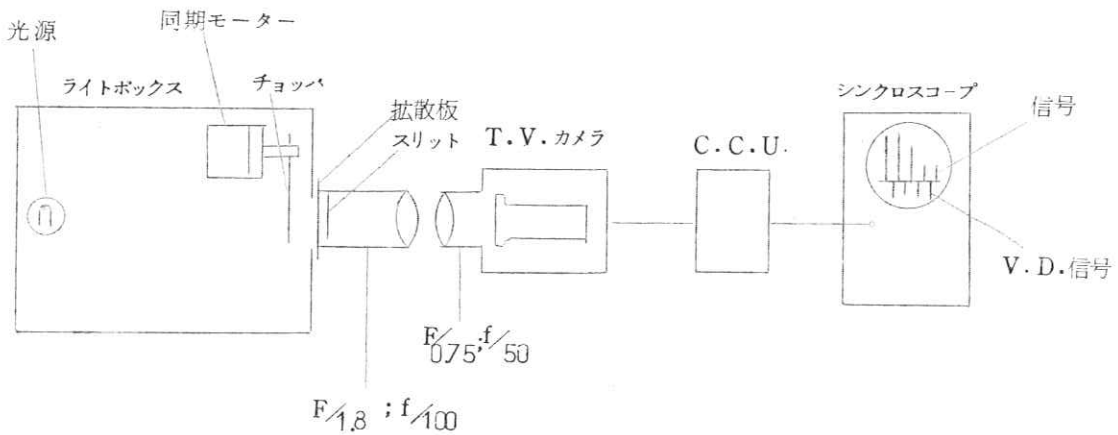 同期モーター
光源
ライトボックス
チョッパ
拡散板
スリット
T.V.カメラ
C.C.U.
シンクロスコープ
信号
V.D.信号
F/0.75;f/50
F/1.8 ; f/100